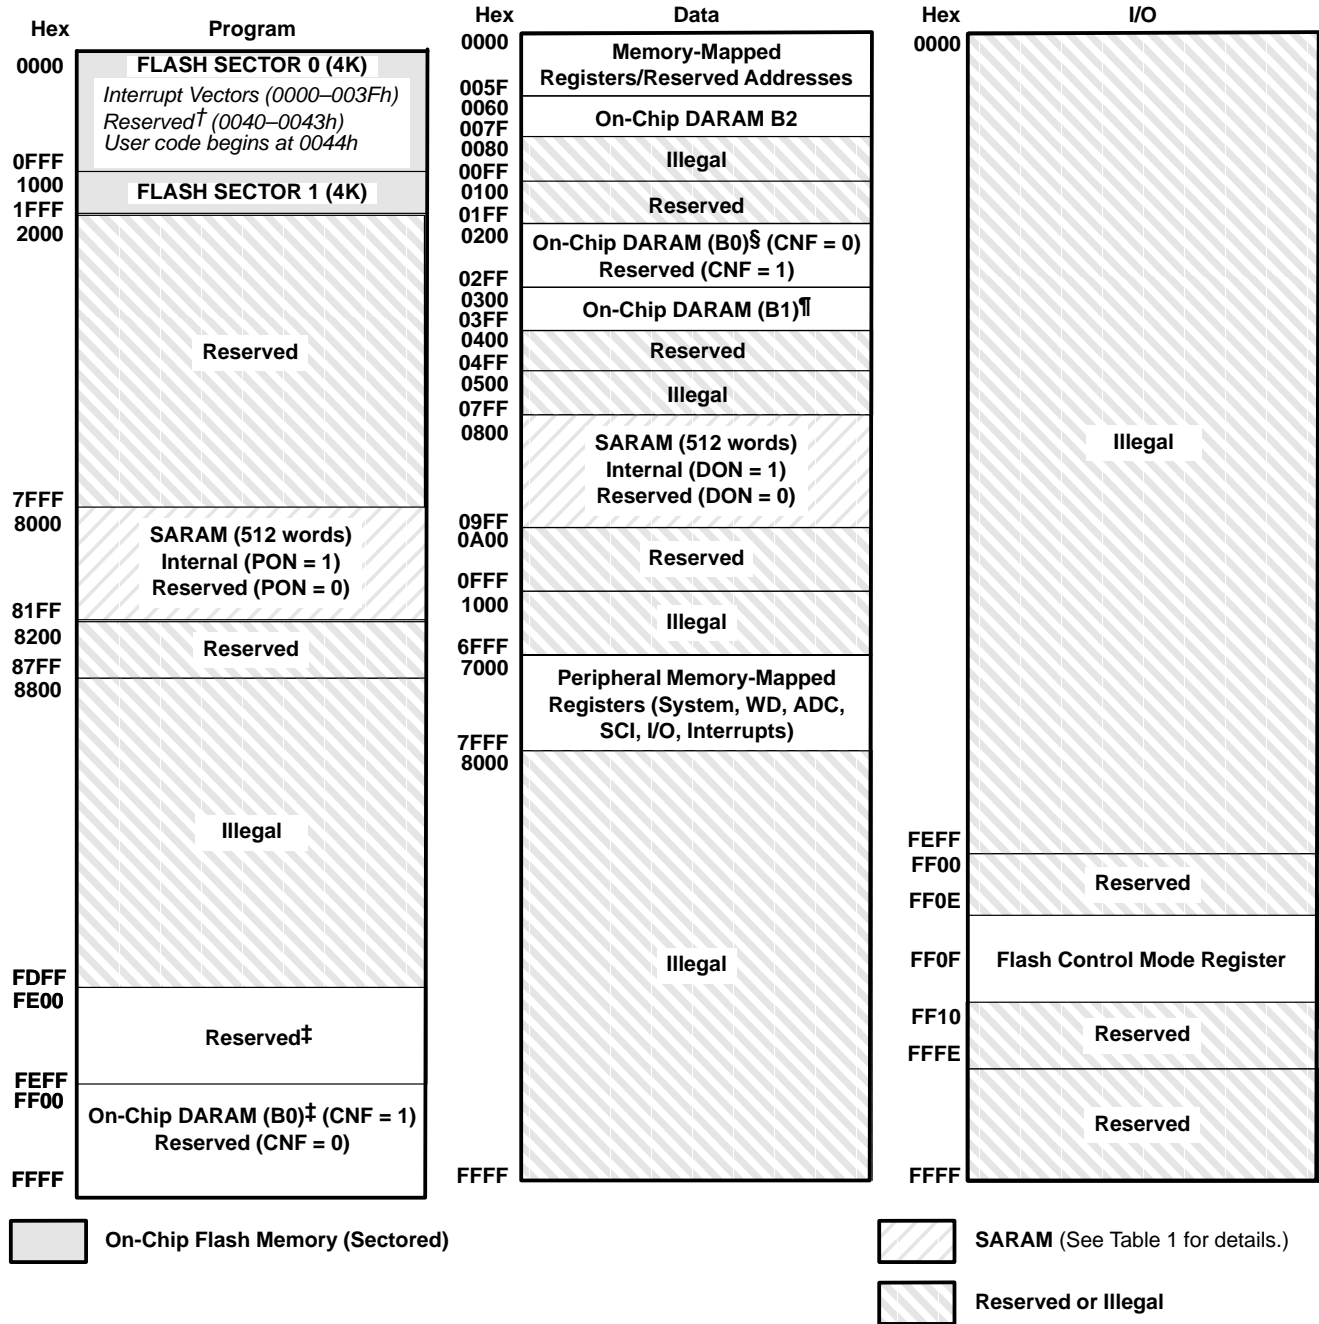 Hex Program
0000
FLASH SECTOR 0 (4K)
Interrupt Vectors (0000–003Fh)
Reserved† (0040–0043h)
User code begins at 0044h
0FFF
1000
FLASH SECTOR 1 (4K)
1FFF
2000
Reserved
7FFF
8000
SARAM (512 words)
Internal (PON = 1)
Reserved (PON = 0)
81FF
8200
Reserved
87FF
8800
Illegal
FDFF
FE00
Reserved‡
FEFF
FF00
On-Chip DARAM (B0)‡ (CNF = 1)
Reserved (CNF = 0)
FFFF
Hex Data
0000
Memory-Mapped
Registers/Reserved Addresses
005F
0060
On-Chip DARAM B2
007F
0080
Illegal
00FF
0100
Reserved
01FF
0200
On-Chip DARAM (B0)§ (CNF = 0)
Reserved (CNF = 1)
02FF
0300
On-Chip DARAM (B1)¶
03FF
0400
Reserved
04FF
0500
Illegal
07FF
0800
SARAM (512 words)
Internal (DON = 1)
Reserved (DON = 0)
09FF
0A00
Reserved
0FFF
1000
Illegal
6FFF
7000
Peripheral Memory-Mapped
Registers (System, WD, ADC,
SCI, I/O, Interrupts)
7FFF
8000
Illegal
FFFF
Hex I/O
0000
Illegal
FEFF
FF00
Reserved
FF0E
FF0F Flash Control Mode Register
FF10
Reserved
FFFE
Reserved
FFFF
On-Chip Flash Memory (Sectored)
SARAM (See Table 1 for details.)
Reserved or Illegal